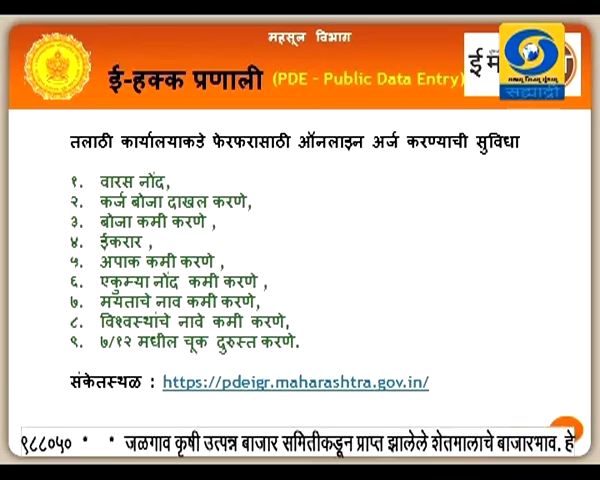 महसूल विभाग
ई-हक्क प्रणाली (PDE - Public Data Entry)
ई म
सह्याद्री
तलाठी कार्यालयाकडे फेरफारासाठी ऑनलाइन अर्ज करण्याची सुविधा
१. वारस नोंद,
२. कर्ज बोजा दाखल करणे,
३. बोजा कमी करणे ,
४. ईकरार ,
५. अपाक कमी करणे ,
६. एकुम्या नोंद कमी करणे ,
७. मयताचे नाव कमी करणे,
८. विश्वस्थांचे नावे कमी करणे,
९. ७/१२ मधील चूक दुरुस्त करणे.
संकेतस्थळ : https://pdeigr.maharashtra.gov.in/
९८८०५० • • जळगाव कृषी उत्पन्न बाजार समितीकडून प्राप्त झालेले शेतमालाचे बाजारभाव. हे